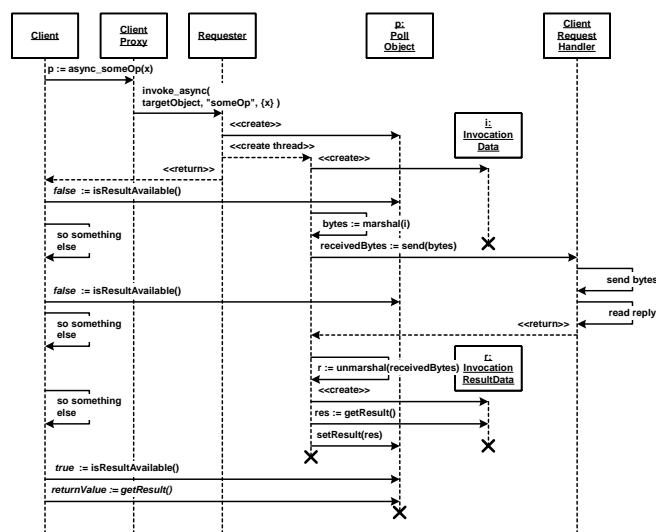 Client
Client
Proxy
Requester
p:
Poll
Object
Client
Request
Handler
p := async_someOp(x)
invoke_async(
targetObject, "someOp", {x} )
<<create>>
i:
Invocation
Data
<<create thread>>
<<create>>
<<return>>
false := isResultAvailable()
bytes := marshal(i)
so something
else
receivedBytes := send(bytes)
send bytes
false := isResultAvailable()
read reply
so something
else
<<return>>
r := unmarshal(receivedBytes)
r:
Invocation
ResultData
<<create>>
so something
else
res := getResult()
setResult(res)
true := isResultAvailable()
returnValue := getResult()